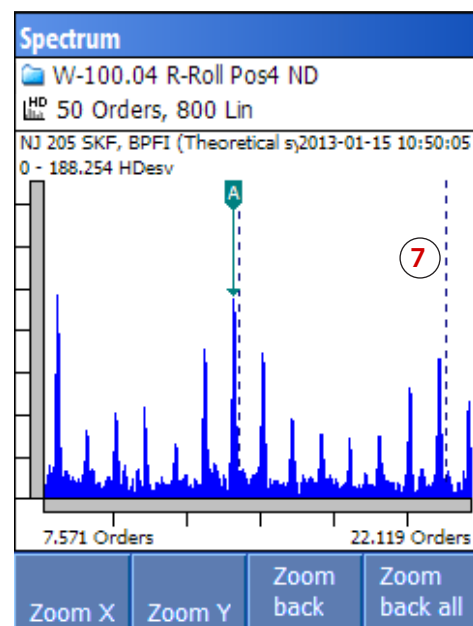 Spectrum
W-100.04 R-Roll Pos4 ND
HD 50 Orders, 800 Lin
NJ 205 SKF, BPFI (Theoretical sy2013-01-15 10:50:05
0 - 188.254 HDesv
A
7
7.571 Orders 22.119 Orders
Zoom X Zoom Y Zoom back Zoom back all